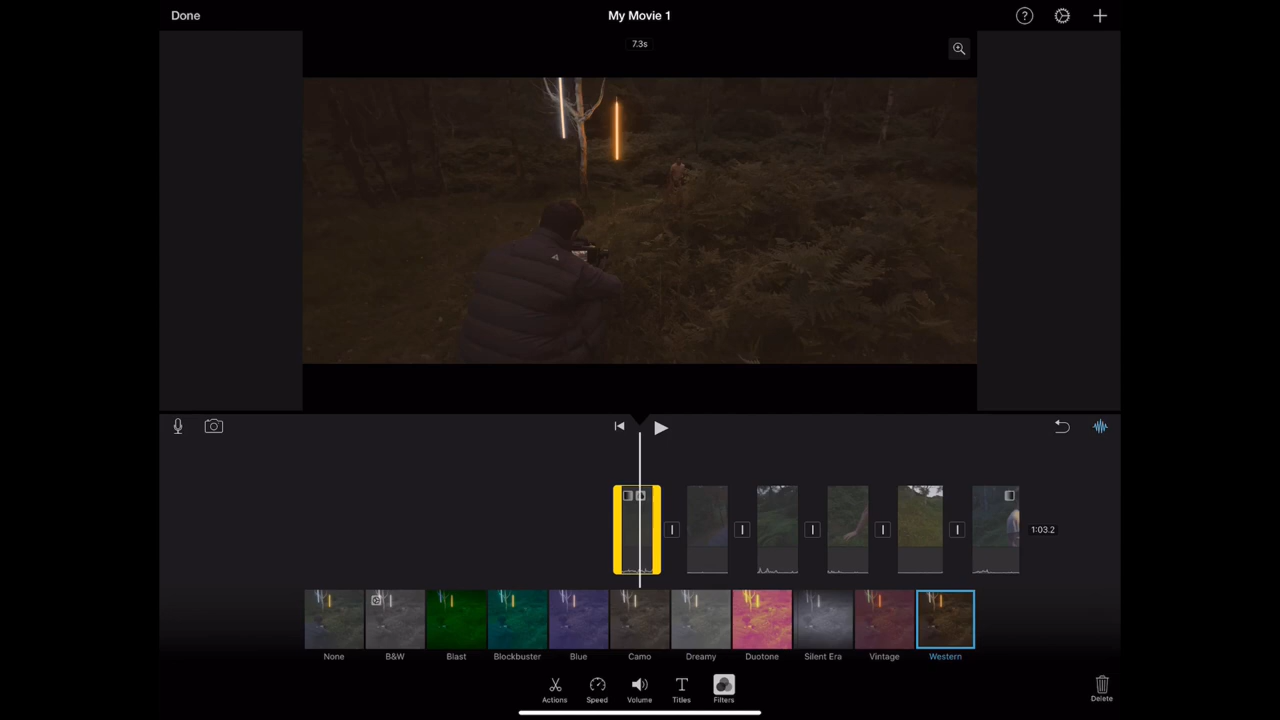 Done
My Movie 1
7.3s
1:03.2
None
B&W
Blast
Blockbuster
Blue
Camo
Dreamy
Duotone
Silent Era
Vintage
Western
Actions
Speed
Volume
Titles
Filters
Delete